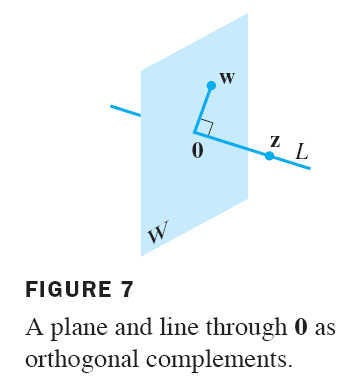 w
0
z L
W
FIGURE 7
A plane and line through 0 as
orthogonal complements.